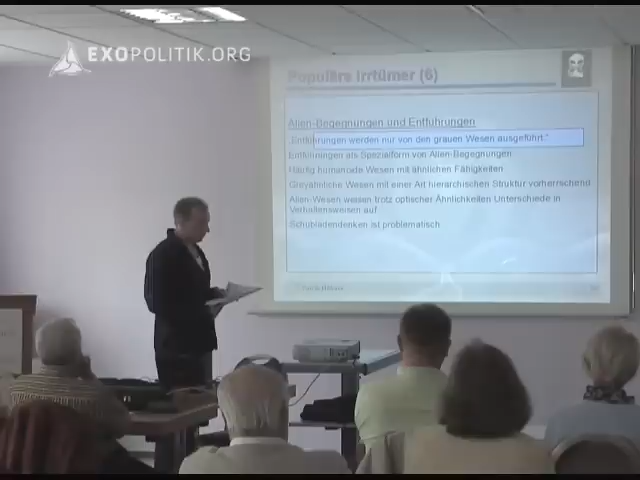 EXOPOLITIK.ORG
Populäre Irrtümer (6)
Alien-Begegnungen und Entführungen
„Entführungen werden nur von den grauen Wesen ausgeführt.“
Entführungen als Spezialform von Alien-Begegnungen
Häufig humanoide Wesen mit ähnlichen Fähigkeiten
Greyähnliche Wesen mit einer Art hierarchischen Struktur vorherrschend
Alien-Wesen weisen trotz optischer Ähnlichkeiten Unterschiede in
Verhaltensweisen auf
Schubladendenken ist problematisch